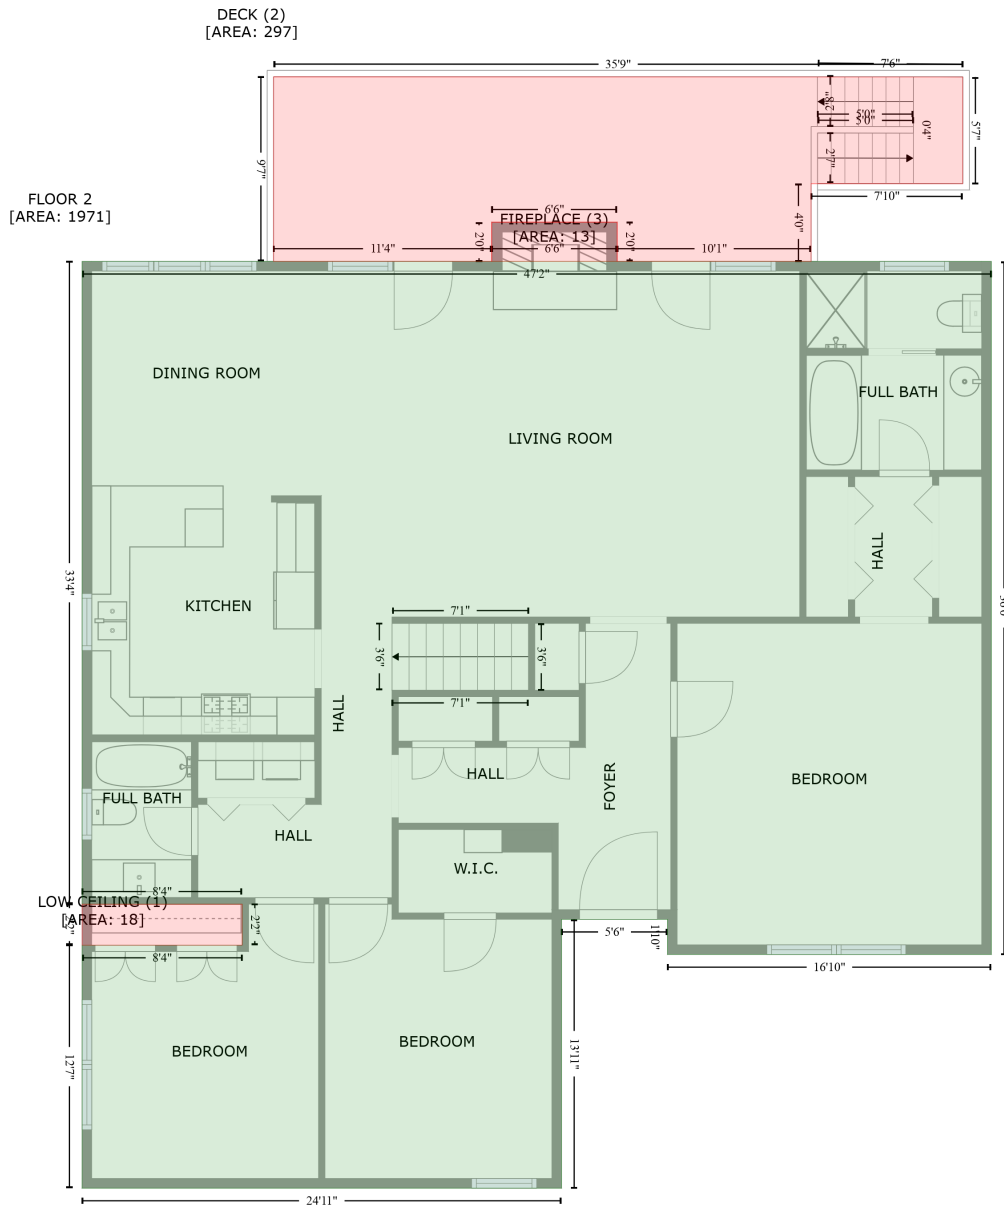 DECK (2)
[AREA: 297]
35'9"
7'6"
2'8"
5'0"
5'0"
0'4"
5'7"
9'7"
2'7"
FLOOR 2
[AREA: 1971]
7'10"
4'0"
6'6"
FIREPLACE (3)
[AREA: 13]
2'0"
2'0"
11'4"
6'6"
10'1"
47'2"
DINING ROOM
FULL BATH
LIVING ROOM
HALL
33'4"
KITCHEN
7'1"
3'6"
3'6"
7'1"
HALL
HALL
FOYER
BEDROOM
FULL BATH
HALL
W.I.C.
8'4"
LOW CEILING (1)
[AREA: 18]
2'2"
8'4"
5'6"
1'10"
16'10"
BEDROOM
BEDROOM
12'7"
13'11"
24'11"